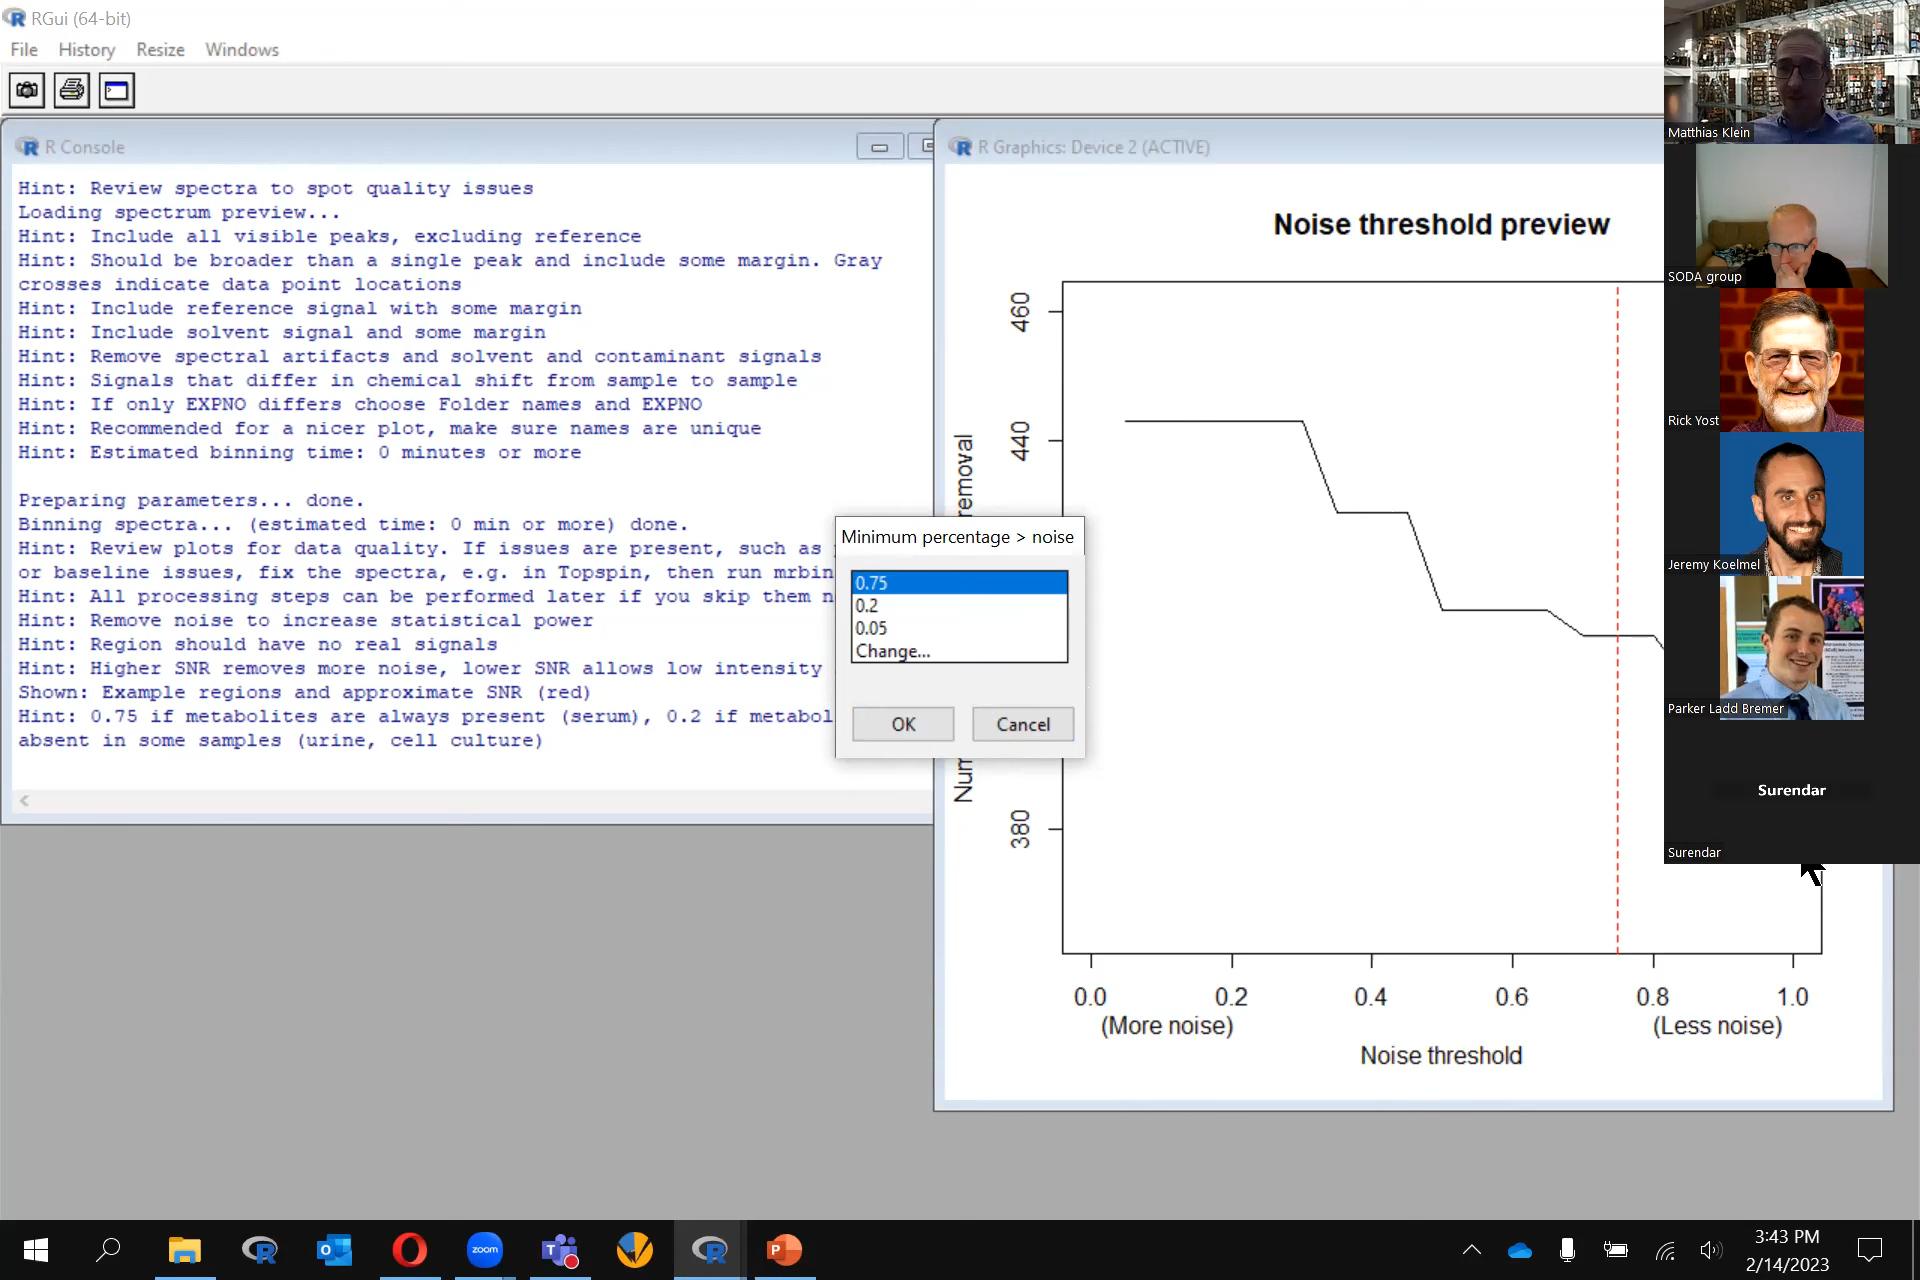 RGui (64-bit)
File History Resize Windows
R Console
Hint: Review spectra to spot quality issues
Loading spectrum preview...
Hint: Include all visible peaks, excluding reference
Hint: Should be broader than a single peak and include some margin. Gray
crosses indicate data point locations
Hint: Include reference signal with some margin
Hint: Include solvent signal and some margin
Hint: Remove spectral artifacts and solvent and contaminant signals
Hint: Signals that differ in chemical shift from sample to sample
Hint: If only EXPNO differs choose Folder names and EXPNO
Hint: Recommended for a nicer plot, make sure names are unique
Hint: Estimated binning time: 0 minutes or more
Preparing parameters... done.
Binning spectra... (estimated time: 0 min or more) done.
Hint: Review plots for data quality. If issues are present, such as
or baseline issues, fix the spectra, e.g. in Topspin, then run mrbin
Hint: All processing steps can be performed later if you skip them n
Hint: Remove noise to increase statistical power
Hint: Region should have no real signals
Hint: Higher SNR removes more noise, lower SNR allows low intensity
Shown: Example regions and approximate SNR (red)
Hint: 0.75 if metabolites are always present (serum), 0.2 if metabol
absent in some samples (urine, cell culture)
Minimum percentage > noise
0.75
0.2
0.05
Change...
OK Cancel
R Graphics: Device 2 (ACTIVE)
Noise threshold preview
460
440
380
removal
Num
0.0 0.2 0.4 0.6 0.8 1.0
(More noise) (Less noise)
Noise threshold
Matthias Klein
SODA group
Rick Yost
Jeremy Koelmel
Parker Ladd Bremer
Surendar
Surendar
zoom
3:43 PM
2/14/2023